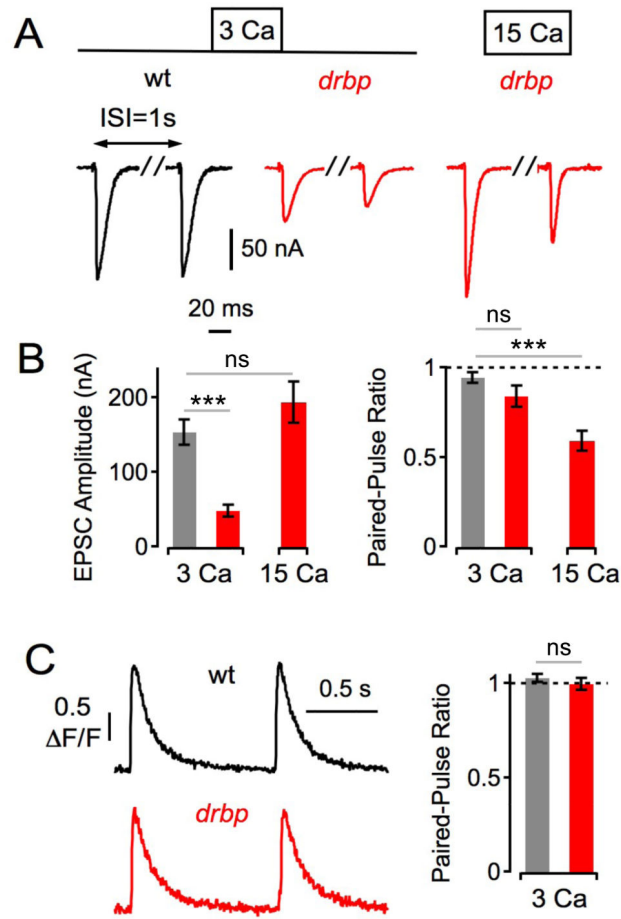 A
3 Ca
15 Ca
wt
drbp
drbp
ISI=1s
50 nA
20 ms
B
EPSC Amplitude (nA)
200
100
0
ns
***
3 Ca
15 Ca
Paired-Pulse Ratio
1
0.5
0
ns
***
3 Ca
15 Ca
C
wt
0.5
ΔF/F
0.5 s
drbp
Paired-Pulse Ratio
1
0.5
0
ns
3 Ca